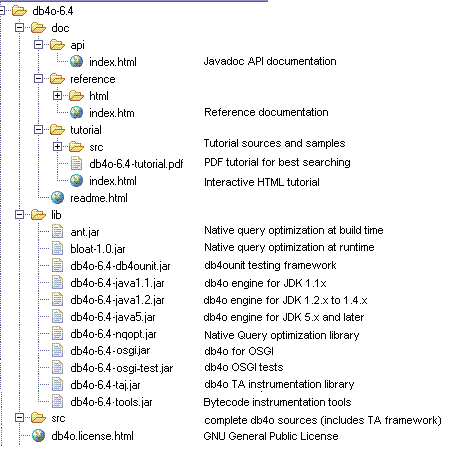 db4o-6.4
doc
api
index.html Javadoc API documentation
reference
html
index.htm Reference documentation
tutorial
src Tutorial sources and samples
db4o-6.4-tutorial.pdf PDF tutorial for best searching
index.html Interactive HTML tutorial
readme.html
lib
ant.jar Native query optimization at build time
bloat-1.0.jar Native query optimization at runtime
db4o-6.4-db4ounit.jar db4ounit testing framework
db4o-6.4-java1.1.jar db4o engine for JDK 1.1x
db4o-6.4-java1.2.jar db4o engine for JDK 1.2.x to 1.4.x
db4o-6.4-java5.jar db4o engine for JDK 5.x and later
db4o-6.4-nqopt.jar Native Query optimization library
db4o-6.4-osgi.jar db4o for OSGI
db4o-6.4-osgi-test.jar db4o OSGI tests
db4o-6.4-taj.jar db4o TA instrumentation library
db4o-6.4-tools.jar Bytecode instrumentation tools
src complete db4o sources (includes TA framework)
db4o.license.html GNU General Public License